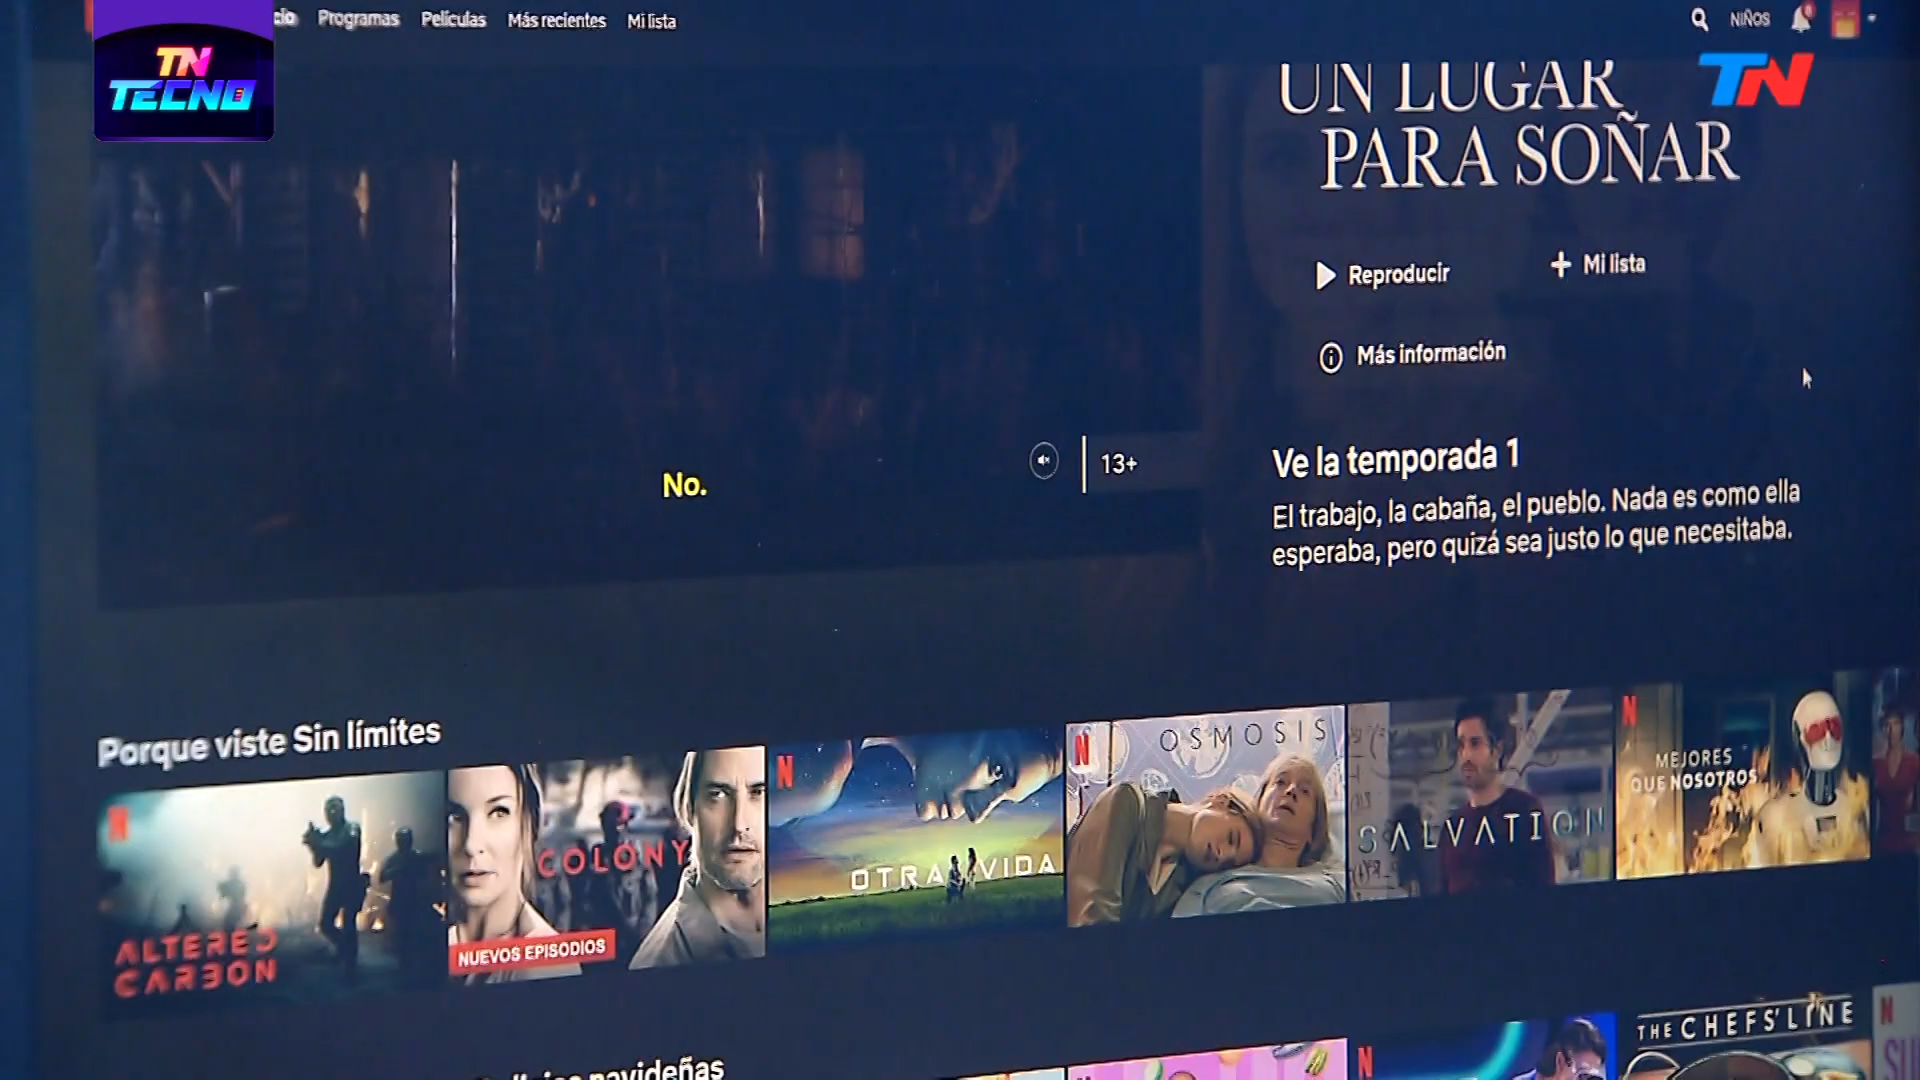 TN
TECNO
Programas
Películas
Más recientes
Mi lista
NIÑOS
TN
UN LUGAR
PARA SOÑAR
Reproducir
Mi lista
Más información
13+
No.
Ve la temporada 1
El trabajo, la cabaña, el pueblo. Nada es como ella
esperaba, pero quizá sea justo lo que necesitaba.
Porque viste Sin límites
N
ALTERED
CARBON
COLONY
NUEVOS EPISODIOS
N
OTRA VIDA
N
OSMOSIS
SALVATION
N
MEJORES
QUE NOSOTROS
navideñas
N
THE CHEFS' LINE
N